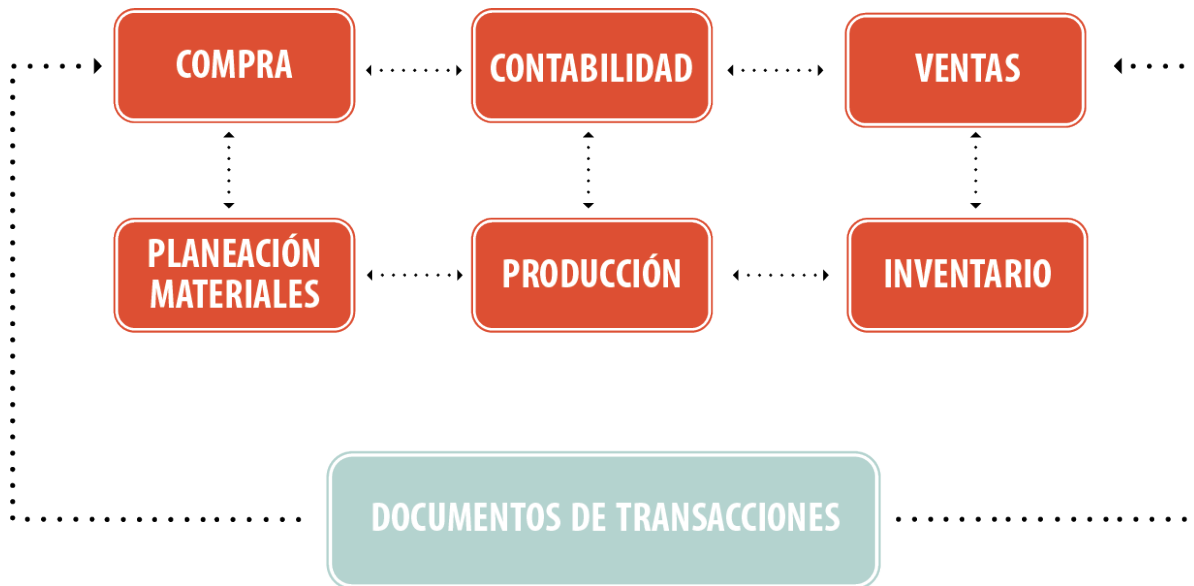 COMPRA
CONTABILIDAD
VENTAS
PLANEACIÓN
MATERIALES
PRODUCCIÓN
INVENTARIO
DOCUMENTOS DE TRANSACCIONES